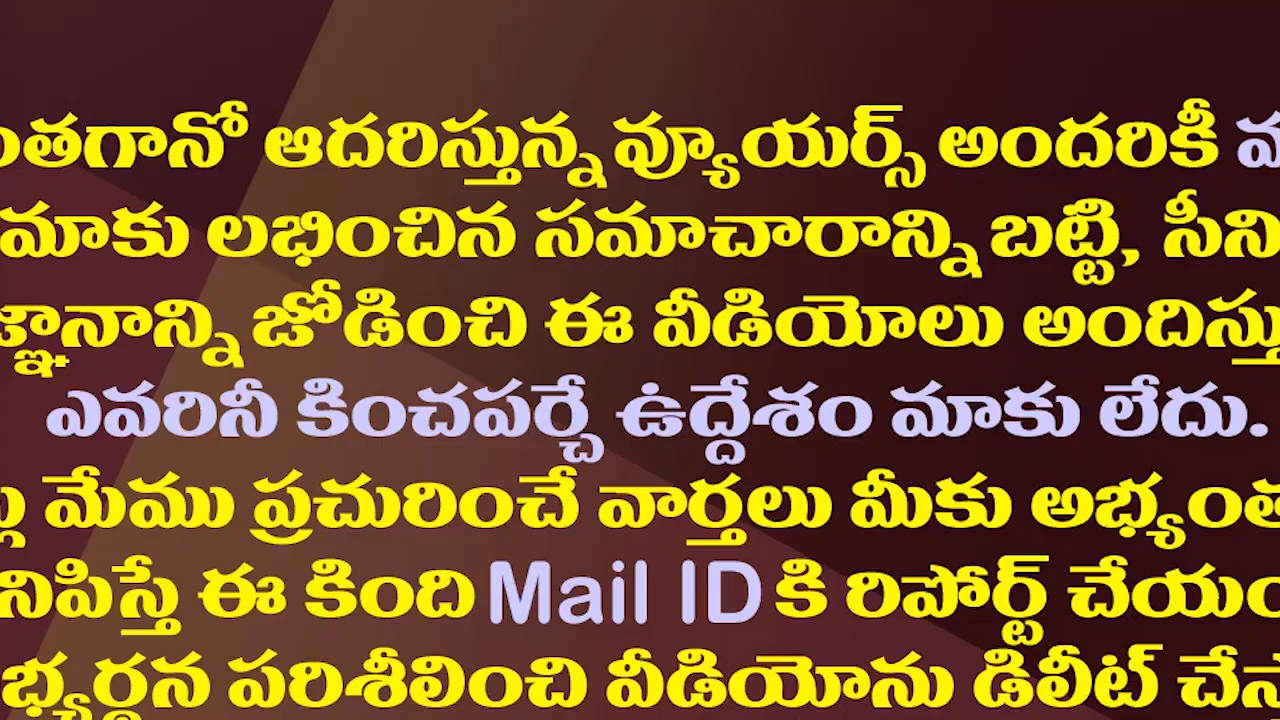 ంతగానో ఆదరిస్తున్న వ్యూయర్స్ అందరికీ
మాకు లభించిన సమాచారాన్ని బట్టి, సీని
జ్ఞానాన్ని జోడించి ఈ వీడియోలు అందిస్తు
ఎవరినీ కించపర్చే ఉద్దేశం మాకు లేదు.
మేము ప్రచురించే వార్తలు మీకు అభ్యంత
నిపిస్తే ఈ కింది Mail ID కి రిపోర్ట్ చేయం
భ్యర్థన పరిశీలించి వీడియోను డిలీట్ చేస